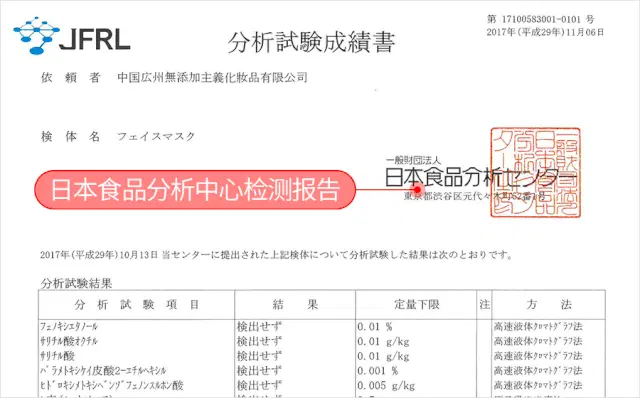 JFRL
分析試験成績書
第 17100583001-0101 号
2017年(平成29年)11月06日
依 頼 者 中国広州無添加主義化粧品有限公司
検 体 名 フェイスマスク
一般財団法人
日本食品分析センター
東京都渋谷区元代々木町52番1号
日本食品分析中心检测报告
2017年(平成29年)10月13日 当センターに提出された上記検体について分析試験した結果は次のとおりです。
分析試験結果
分 析 試 験 項 目 結 果 定量下限 注 方 法
フェノキシエタノール 検出せず 0.01 % 高速液体クロマトグラフ法
サリチル酸オクチル 検出せず 0.01 g/kg 高速液体クロマトグラフ法
サリチル酸 検出せず 0.01 g/kg 高速液体クロマトグラフ法
パラメトキシケイ皮酸2-エチルヘキシル 検出せず 0.001 % 高速液体クロマトグラフ法
ヒドロキシメトキシベンゾフェノンスルホン酸 検出せず 0.005 g/kg 高速液体クロマトグラフ法